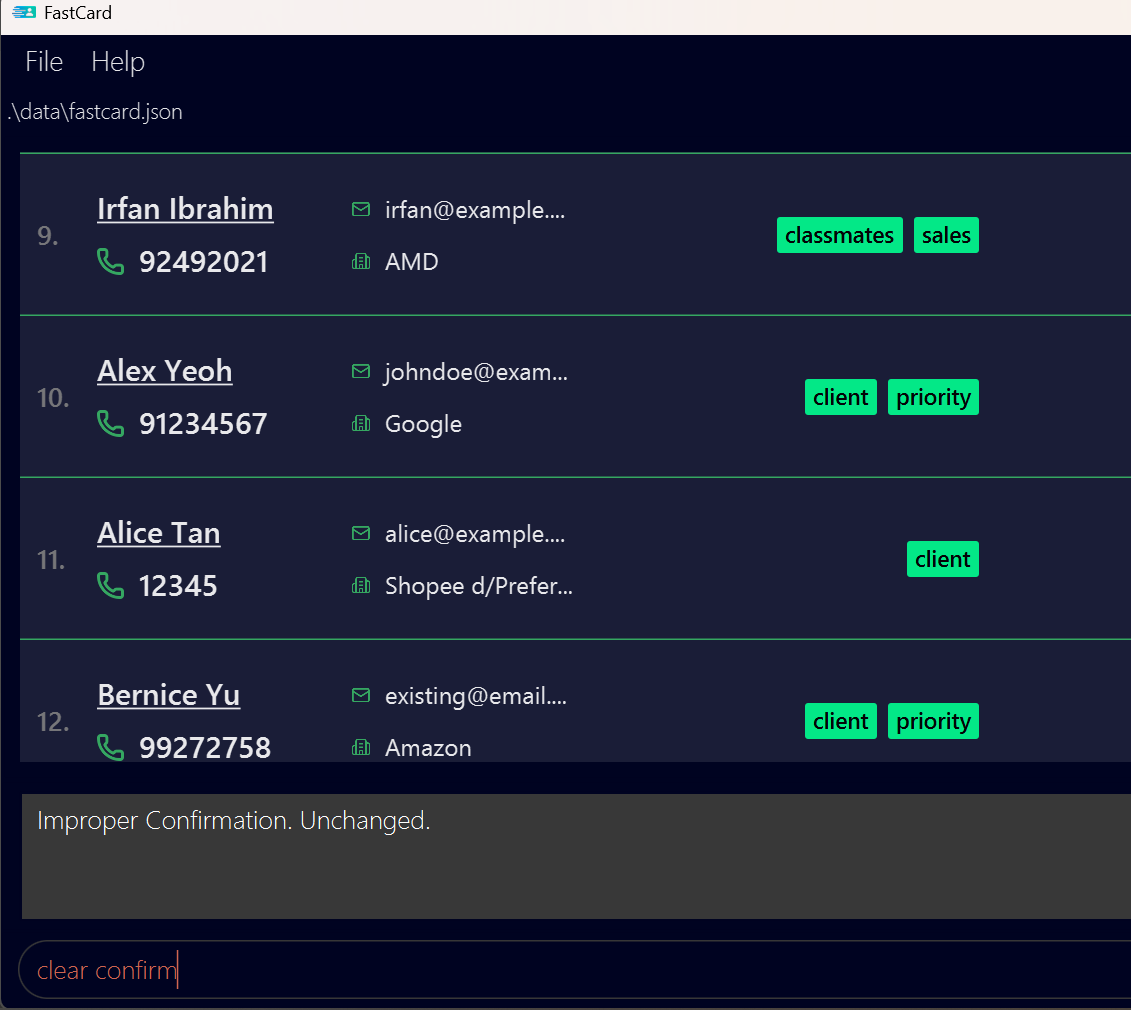 FastCard
File Help
.\data\fastcard.json
9.
Irfan Ibrahim
92492021
irfan@example....
AMD
classmates sales
10.
Alex Yeoh
91234567
johndoe@exam...
Google
client priority
11.
Alice Tan
12345
alice@example....
Shopee d/Prefer...
client
12.
Bernice Yu
99272758
existing@email....
Amazon
client priority
Improper Confirmation. Unchanged.
clear confirm